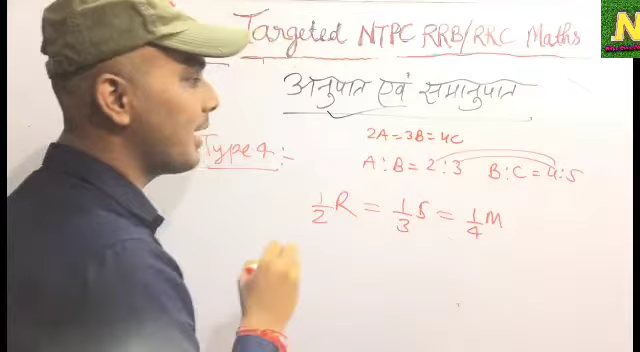 Targeted NTPC RRB/RRC Maths
अनुपात एवं समानुपात
Type 4 :-
2A = 3B = 4C
A : B = 2 : 3 B : C = 4 : 5
1/2 R = 1/3 S = 1/4 M
N